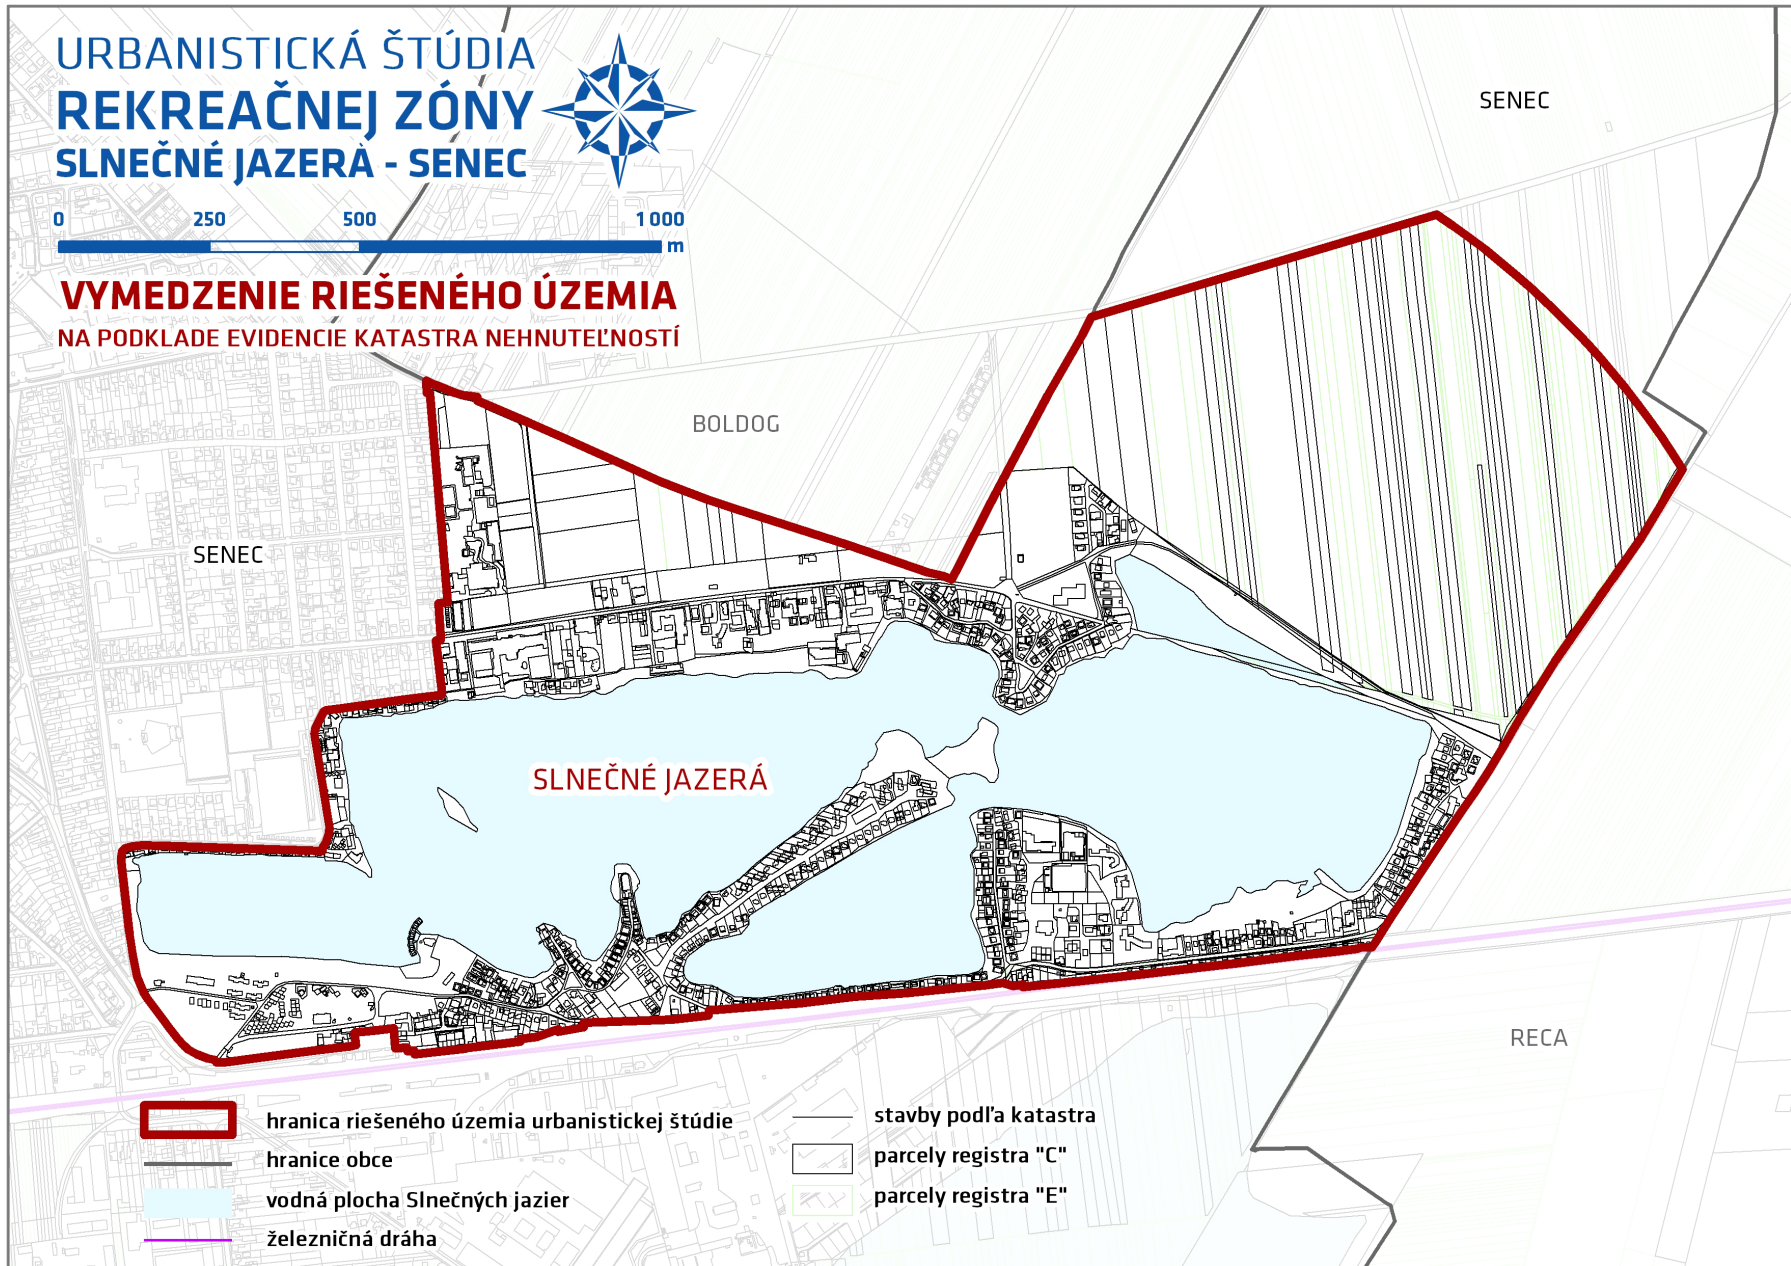 URBANISTICKÁ ŠTÚDIA
REKREAČNEJ ZÓNY
SLNEČNÉ JAZERÁ - SENEC
0 250 500 1 000
m
VYMEDZENIE RIEŠENÉHO ÚZEMIA
NA PODKLADE EVIDENCIE KATASTRA NEHNUTEĽNOSTÍ
SENEC
BOLDOG
SENEC
SLNEČNÉ JAZERÁ
RECA
hranica riešeného územia urbanistickej štúdie
hranice obce
vodná plocha Slnečných jazier
železničná dráha
stavby podľa katastra
parcely registra "C"
parcely registra "E"